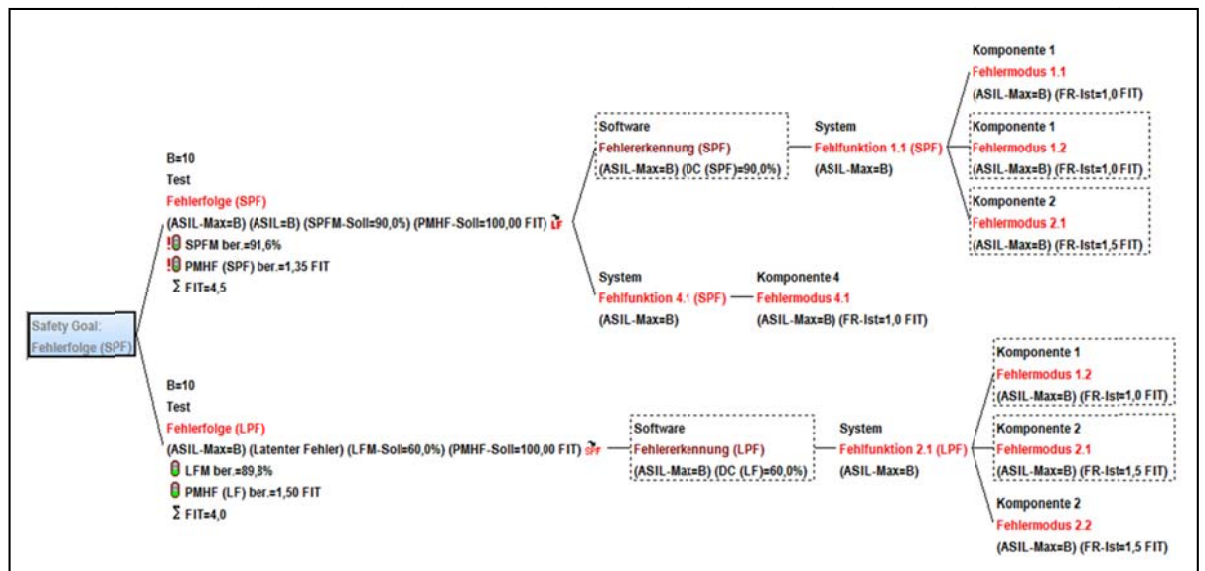 Safety Goal:
Fehlerfolge (SPF)
B=10
Test
Fehlerfolge (SPF)
(ASIL-Max=B) (ASIL=B) (SPFM-Soll=90,0%) (PMHF-Soll=100,00 FIT) LF
SPFM ber.=91,6%
PMHF (SPF) ber.=1,35 FIT
Σ FIT=4,5
Software
Fehlererkennung (SPF)
(ASIL-Max=B) (DC (SPF)=90,0%)
System
Fehlfunktion 1.1 (SPF)
(ASIL-Max=B)
Komponente 1
Fehlermodus 1.1
(ASIL-Max=B) (FR-Ist=1,0 FIT)
Komponente 1
Fehlermodus 1.2
(ASIL-Max=B) (FR-Ist=1,0 FIT)
Komponente 2
Fehlermodus 2.1
(ASIL-Max=B) (FR-Ist=1,5 FIT)
System
Fehlfunktion 4.1 (SPF)
(ASIL-Max=B)
Komponente 4
Fehlermodus 4.1
(ASIL-Max=B) (FR-Ist=1,0 FIT)
B=10
Test
Fehlerfolge (LPF)
(ASIL-Max=B) (Latenter Fehler) (LFM-Soll=60,0%) (PMHF-Soll=100,00 FIT) SPF
LFM ber.=89,8%
PMHF (LF) ber.=1,50 FIT
Σ FIT=4,0
Software
Fehlererkennung (LPF)
(ASIL-Max=B) (DC (LF)=60,0%)
System
Fehlfunktion 2.1 (LPF)
(ASIL-Max=B)
Komponente 1
Fehlermodus 1.2
(ASIL-Max=B) (FR-Ist=1,0 FIT)
Komponente 2
Fehlermodus 2.1
(ASIL-Max=B) (FR-Ist=1,5 FIT)
Komponente 2
Fehlermodus 2.2
(ASIL-Max=B) (FR-Ist=1,5 FIT)